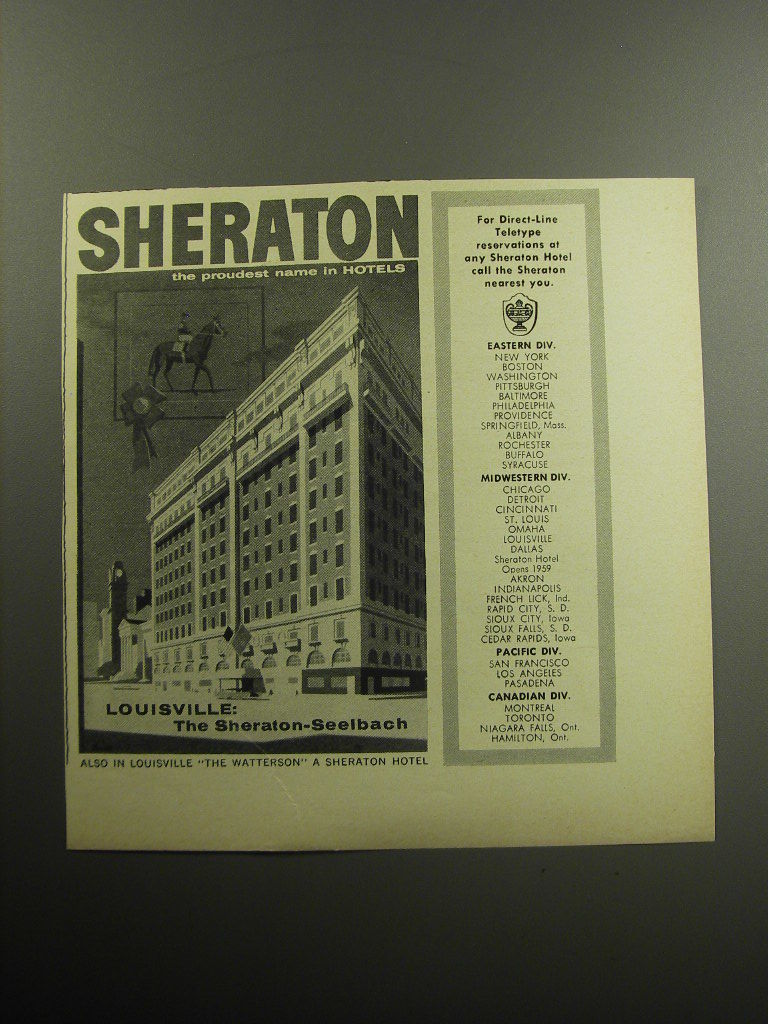 SHERATON
the proudest name in HOTELS
LOUISVILLE:
The Sheraton-Seelbach
ALSO IN LOUISVILLE "THE WATTERSON" A SHERATON HOTEL
For Direct-Line
Teletype
reservations at
any Sheraton Hotel
call the Sheraton
nearest you.
EASTERN DIV.
NEW YORK
BOSTON
WASHINGTON
PITTSBURGH
BALTIMORE
PHILADELPHIA
PROVIDENCE
SPRINGFIELD, Mass.
ALBANY
ROCHESTER
BUFFALO
SYRACUSE
MIDWESTERN DIV.
CHICAGO
DETROIT
CINCINNATI
ST. LOUIS
OMAHA
LOUISVILLE
DALLAS
Sheraton Hotel
Opens 1959
AKRON
INDIANAPOLIS
FRENCH LICK, Ind.
RAPID CITY, S. D.
SIOUX CITY, Iowa
SIOUX FALLS, S. D.
CEDAR RAPIDS, Iowa
PACIFIC DIV.
SAN FRANCISCO
LOS ANGELES
PASADENA
CANADIAN DIV.
MONTREAL
TORONTO
NIAGARA FALLS, Ont.
HAMILTON, Ont.